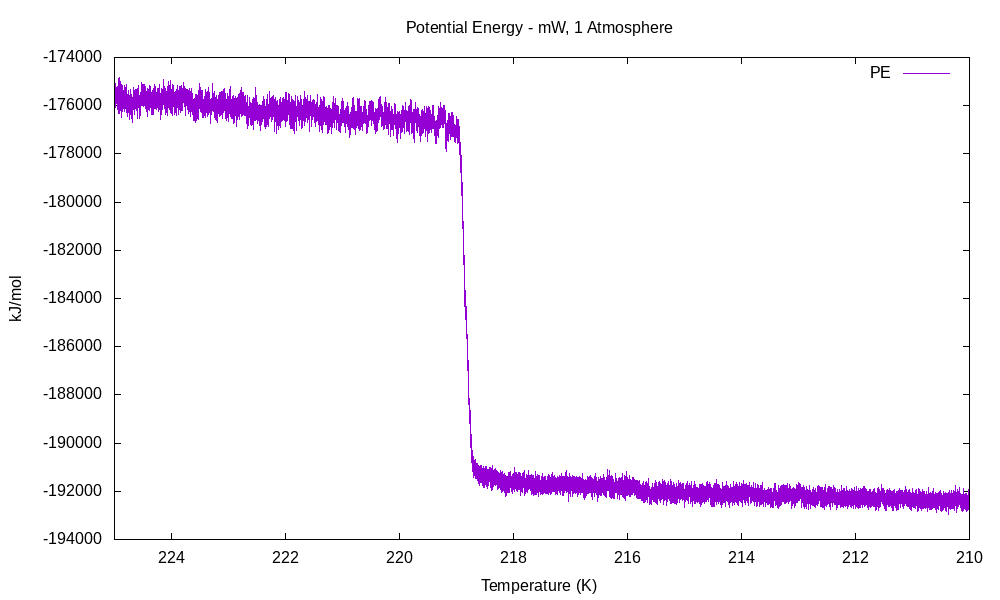 Potential Energy - mW, 1 Atmosphere
PE
-174000
-176000
-178000
-180000
-182000
-184000
-186000
-188000
-190000
-192000
-194000
kJ/mol
224 222 220 218 216 214 212 210
Temperature (K)